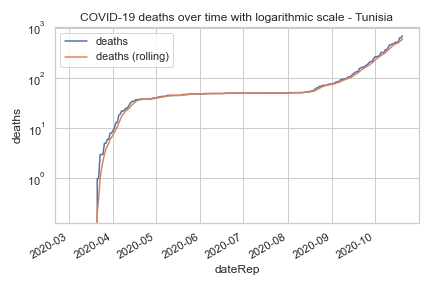 COVID-19 deaths over time with logarithmic scale - Tunisia
10³
deaths
deaths (rolling)
10²
10¹
10⁰
deaths
2020-03
2020-04
2020-05
2020-06
2020-07
2020-08
2020-09
2020-10
dateRep